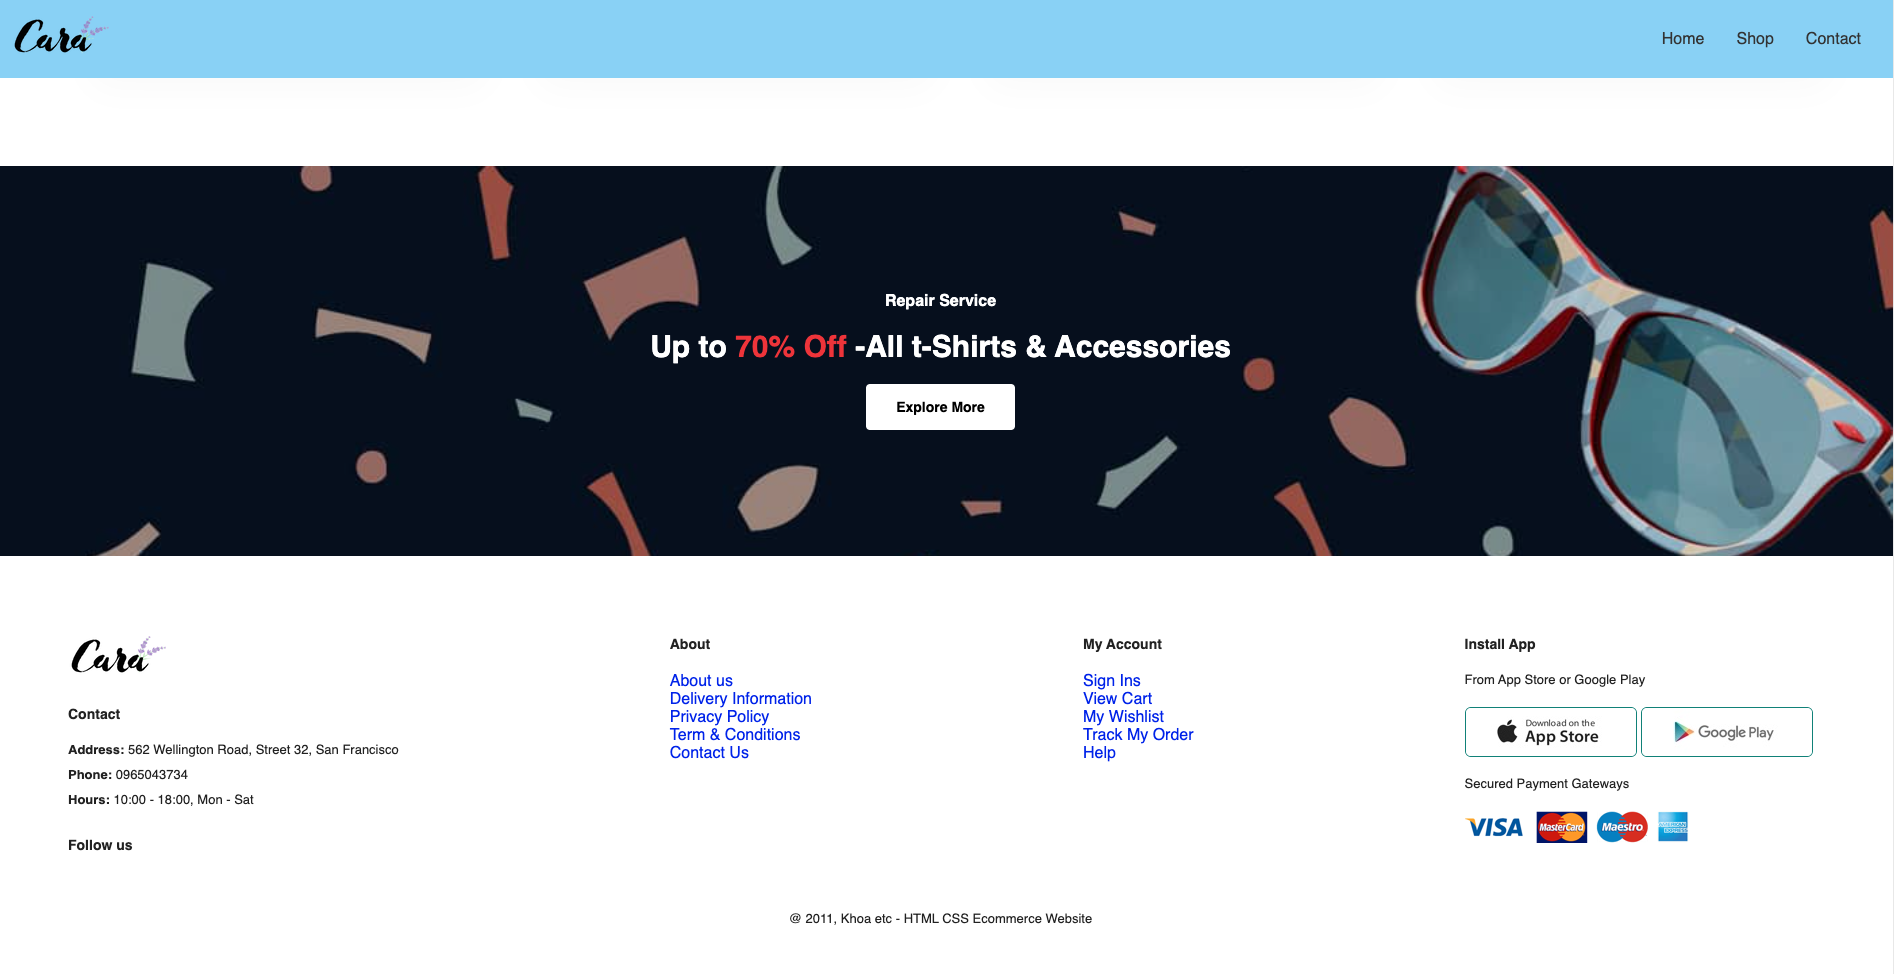 Cara
Home Shop Contact
Repair Service
Up to 70% Off -All t-Shirts & Accessories
Explore More
Cara
Contact
Address: 562 Wellington Road, Street 32, San Francisco
Phone: 0965043734
Hours: 10:00 - 18:00, Mon - Sat
Follow us
About
About us
Delivery Information
Privacy Policy
Term & Conditions
Contact Us
My Account
Sign Ins
View Cart
My Wishlist
Track My Order
Help
Install App
From App Store or Google Play
Download on the
App Store
Google Play
Secured Payment Gateways
VISA MasterCard Maestro AMERICAN EXPRESS
@ 2011, Khoa etc - HTML CSS Ecommerce Website